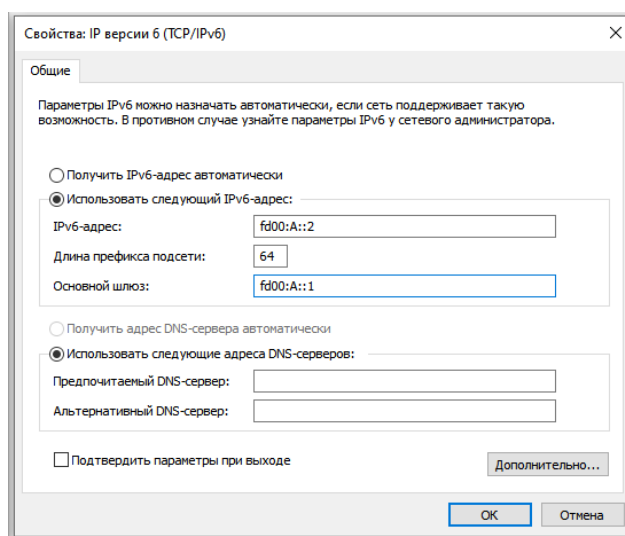 Свойства: IP версии 6 (TCP/IPv6)
Общие
Параметры IPv6 можно назначать автоматически, если сеть поддерживает такую
возможность. В противном случае узнайте параметры IPv6 у сетевого администратора.
Получить IPv6-адрес автоматически
Использовать следующий IPv6-адрес:
IPv6-адрес: fd00:A::2
Длина префикса подсети: 64
Основной шлюз: fd00:A::1
Получить адрес DNS-сервера автоматически
Использовать следующие адреса DNS-серверов:
Предпочитаемый DNS-сервер:
Альтернативный DNS-сервер:
Подтвердить параметры при выходе
Дополнительно...
ОК Отмена